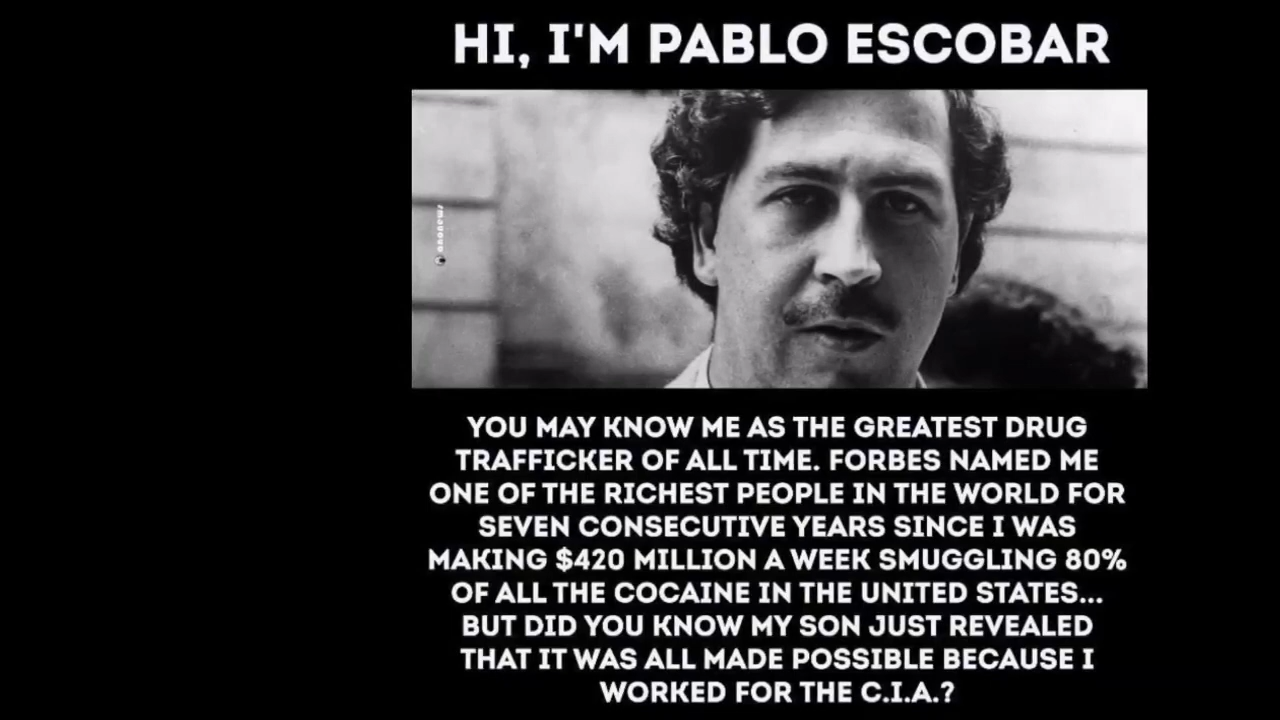 HI, I'M PABLO ESCOBAR
anonews
YOU MAY KNOW ME AS THE GREATEST DRUG
TRAFFICKER OF ALL TIME. FORBES NAMED ME
ONE OF THE RICHEST PEOPLE IN THE WORLD FOR
SEVEN CONSECUTIVE YEARS SINCE I WAS
MAKING $420 MILLION A WEEK SMUGGLING 80%
OF ALL THE COCAINE IN THE UNITED STATES...
BUT DID YOU KNOW MY SON JUST REVEALED
THAT IT WAS ALL MADE POSSIBLE BECAUSE I
WORKED FOR THE C.I.A.?